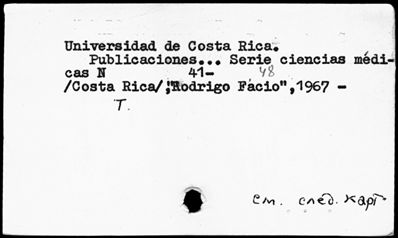 Universidad de Costa Rica.
Publicaciones... Serie ciencias médi-
cas N 41- 48
/Costa Rica/,"Rodrigo Facio",1967 -
T.
см. след. карт